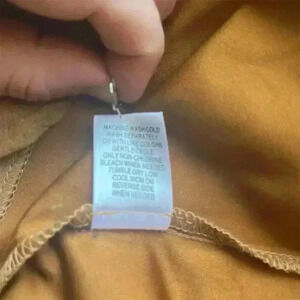 MACHINE WASH COLD
WASH SEPARATELY
OR WITH LIKE COLORS
GENTLE CYCLE
ONLY NON-CHLORINE
BLEACH WHEN NEEDED
TUMBLE DRY LOW
COOL IRON ON
REVERSE SIDE
WHEN NEEDED